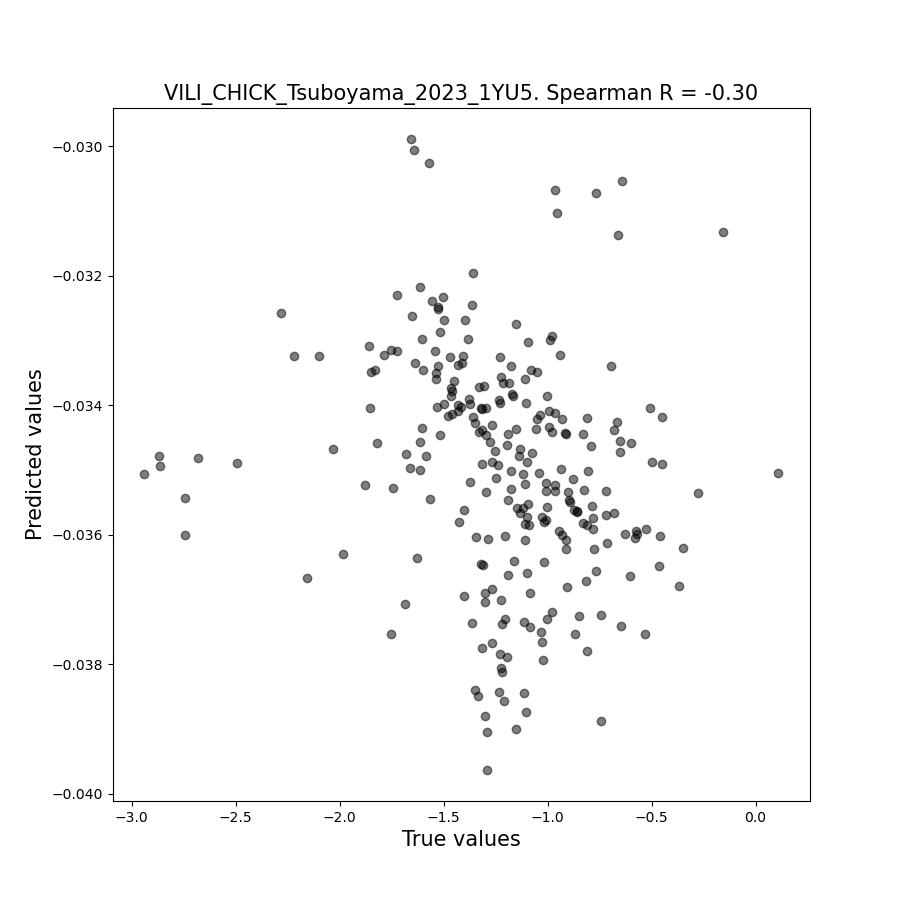 VILI_CHICK_Tsuboyama_2023_1YU5. Spearman R = -0.30
−0.030
−0.032
−0.034
−0.036
−0.038
−0.040
Predicted values
−3.0 −2.5 −2.0 −1.5 −1.0 −0.5 0.0
True values